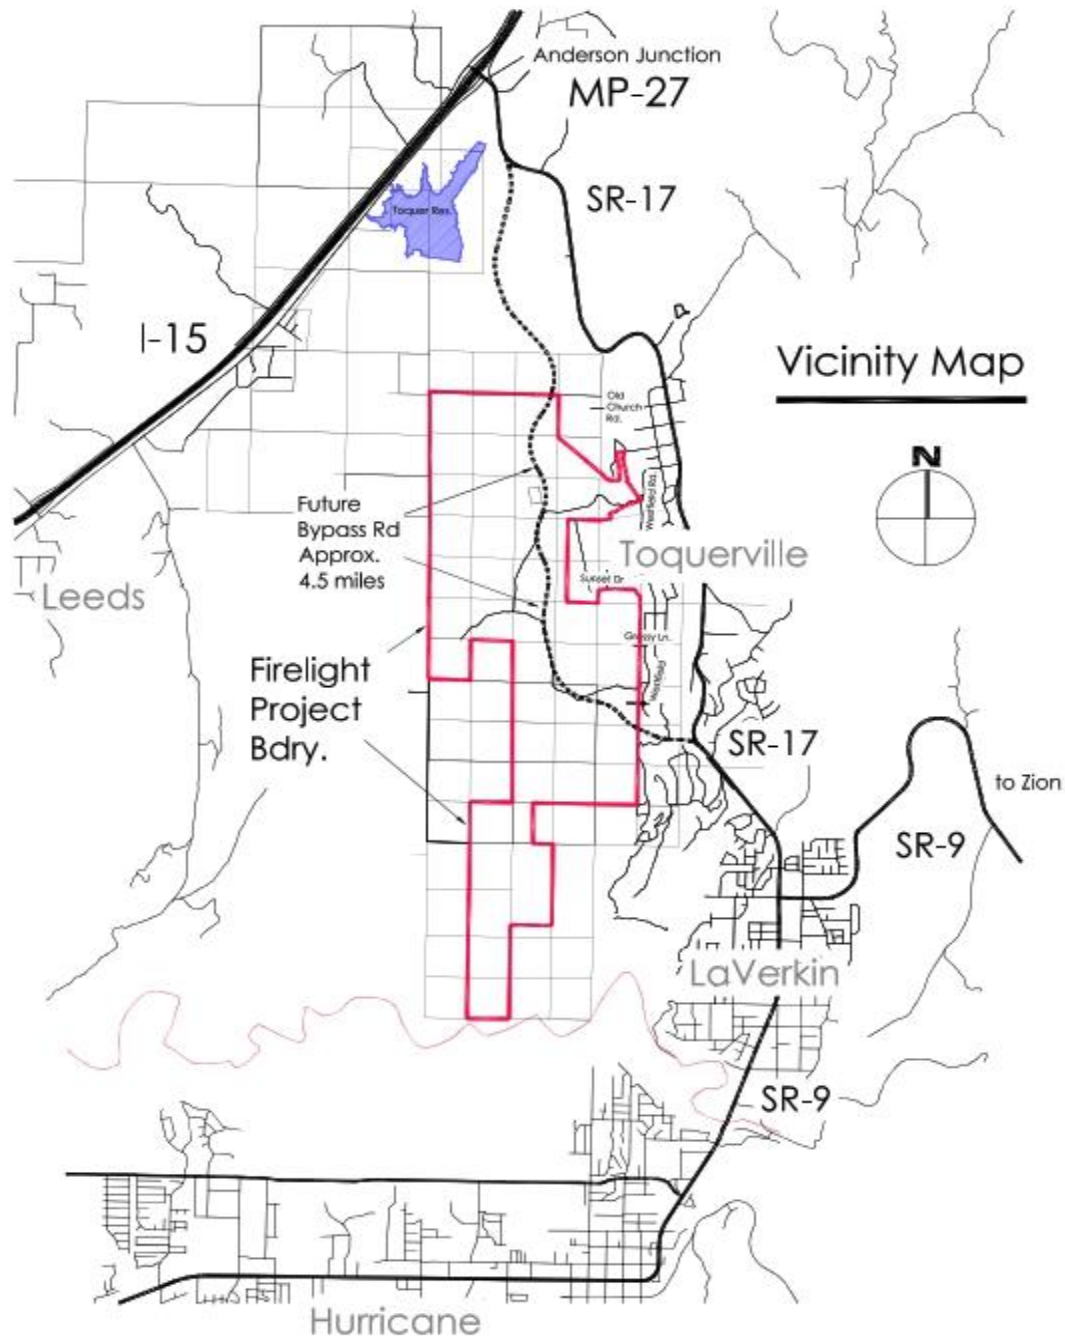 Anderson Junction
MP-27
SR-17
Toquer Res.
I-15
Vicinity Map
Old
Church
Rd.
N
Westfield Rd.
Future
Bypass Rd
Approx.
4.5 miles
Toquerville
Sunset Dr
Leeds
Grassy Ln.
Firelight
Project
Bdry.
Westfield
SR-17
to Zion
SR-9
LaVerkin
SR-9
Hurricane